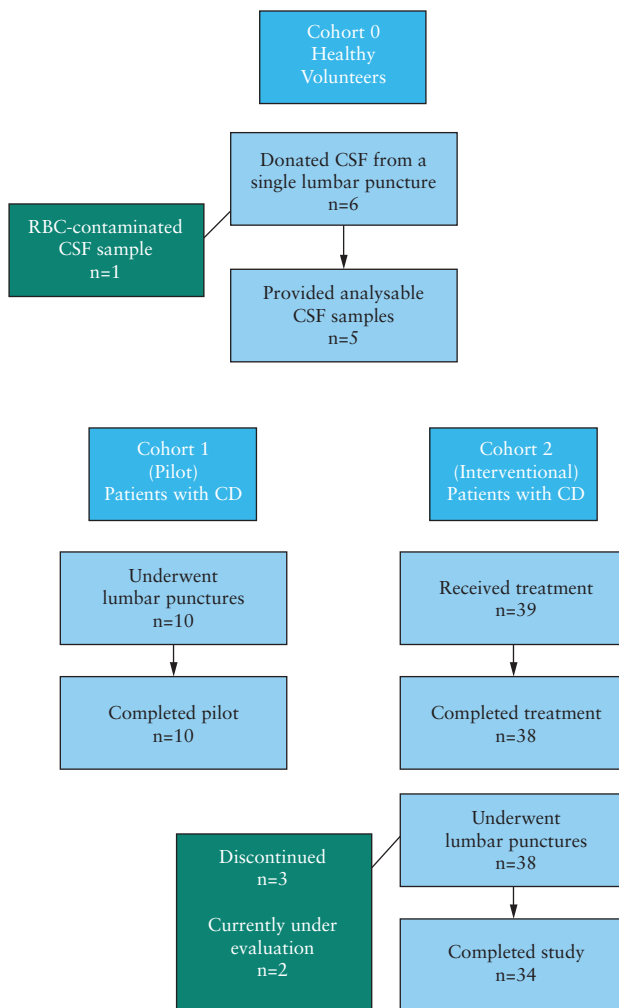 Cohort 0
Healthy
Volunteers
Donated CSF from a
single lumbar puncture
n=6
RBC-contaminated
CSF sample
n=1
Provided analysable
CSF samples
n=5
Cohort 1
(Pilot)
Patients with CD
Cohort 2
(Interventional)
Patients with CD
Underwent
lumbar punctures
n=10
Received treatment
n=39
Completed pilot
n=10
Completed treatment
n=38
Underwent
lumbar punctures
n=38
Discontinued
n=3
Currently under
evaluation
n=2
Completed study
n=34